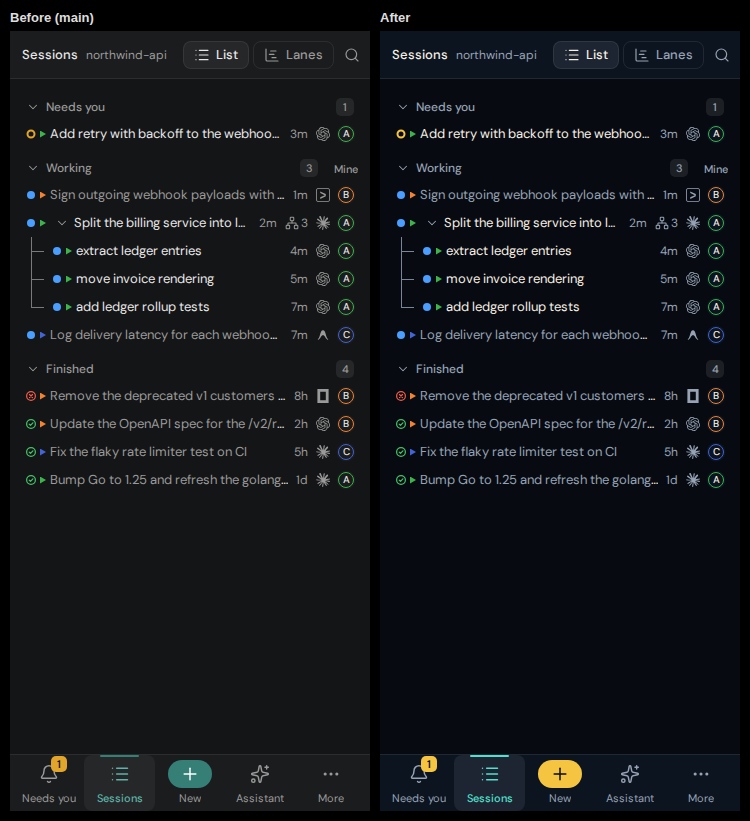 Before (main)
Sessions northwind-api List Lanes
Needs you 1
Add retry with backoff to the webhoo... 3m A
Working 3 Mine
Sign outgoing webhook payloads with ... 1m B
Split the billing service into l... 2m 3 A
extract ledger entries 4m A
move invoice rendering 5m A
add ledger rollup tests 7m A
Log delivery latency for each webhoo... 7m C
Finished 4
Remove the deprecated v1 customers ... 8h B
Update the OpenAPI spec for the /v2/r... 2h B
Fix the flaky rate limiter test on CI 5h C
Bump Go to 1.25 and refresh the golang... 1d A
1
Needs you Sessions New Assistant More
After
Sessions northwind-api List Lanes
Needs you 1
Add retry with backoff to the webhoo... 3m A
Working 3 Mine
Sign outgoing webhook payloads with ... 1m B
Split the billing service into l... 2m 3 A
extract ledger entries 4m A
move invoice rendering 5m A
add ledger rollup tests 7m A
Log delivery latency for each webhoo... 7m C
Finished 4
Remove the deprecated v1 customers ... 8h B
Update the OpenAPI spec for the /v2/r... 2h B
Fix the flaky rate limiter test on CI 5h C
Bump Go to 1.25 and refresh the golang... 1d A
1
Needs you Sessions New Assistant More